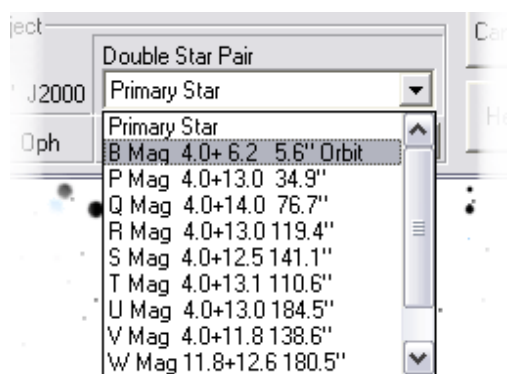 ject
Double Star Pair
J2000
Primary Star
Oph
Primary Star
B Mag 4.0+ 6.2 5.6" Orbit
P Mag 4.0+13.0 34.9"
Q Mag 4.0+14.0 76.7"
R Mag 4.0+13.0 119.4"
S Mag 4.0+12.5 141.1"
T Mag 4.0+13.1 110.6"
U Mag 4.0+13.0 184.5"
V Mag 4.0+11.8 138.6"
W Mag 11.8+12.6 180.5"